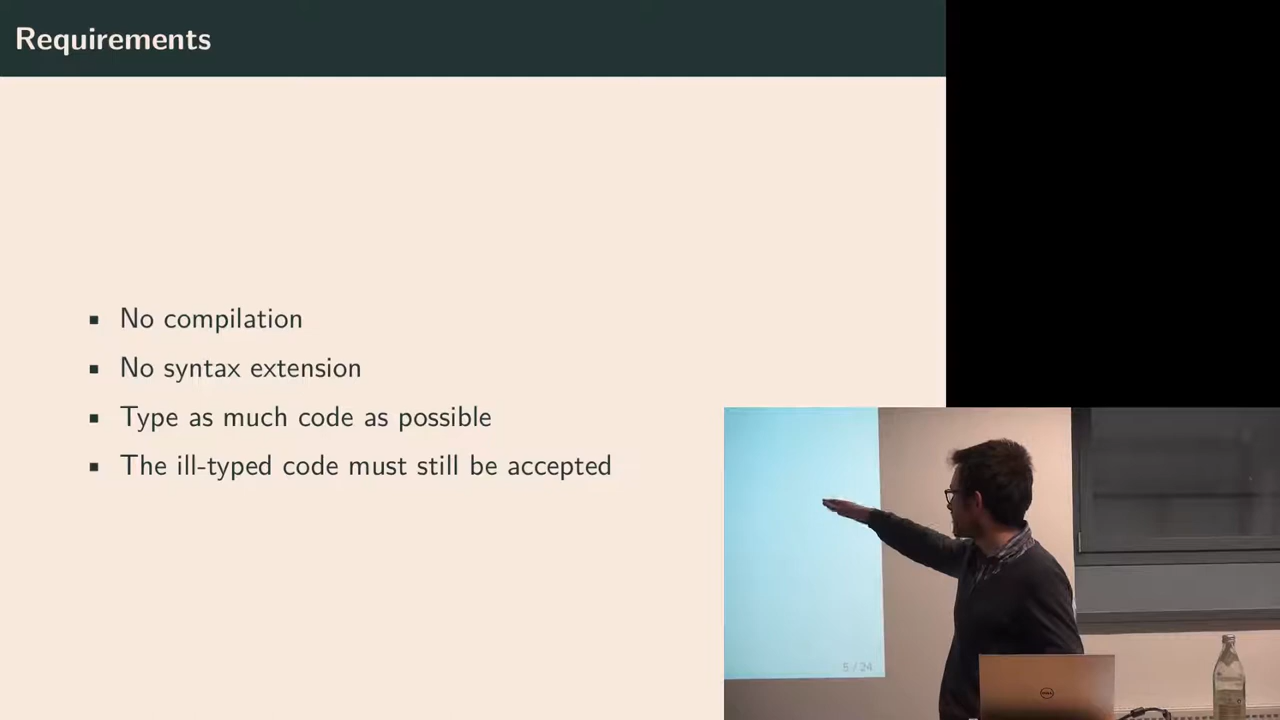 Requirements
▪ No compilation
▪ No syntax extension
▪ Type as much code as possible
▪ The ill-typed code must still be accepted
5 / 24
DELL